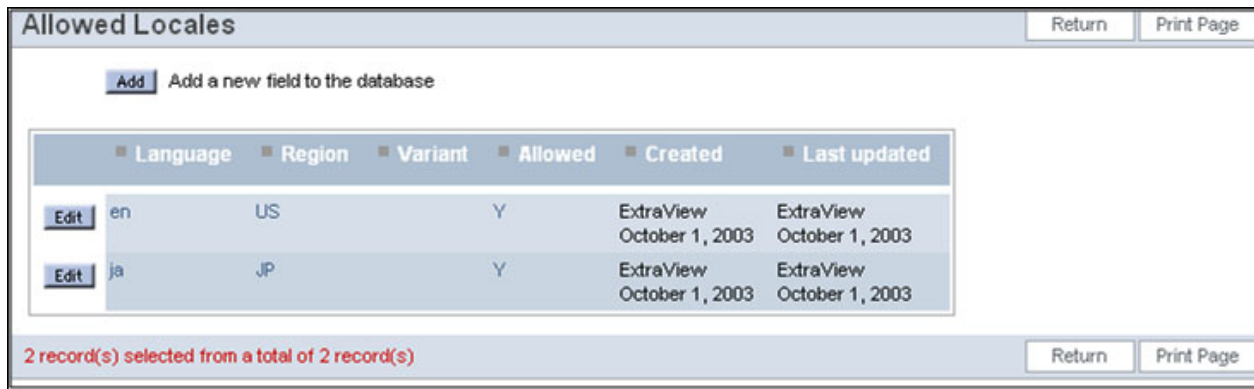 Allowed Locales Return Print Page
Add Add a new field to the database
Language Region Variant Allowed Created Last updated
Edit en US Y ExtraView ExtraView
October 1, 2003 October 1, 2003
Edit ja JP Y ExtraView ExtraView
October 1, 2003 October 1, 2003
2 record(s) selected from a total of 2 record(s) Return Print Page